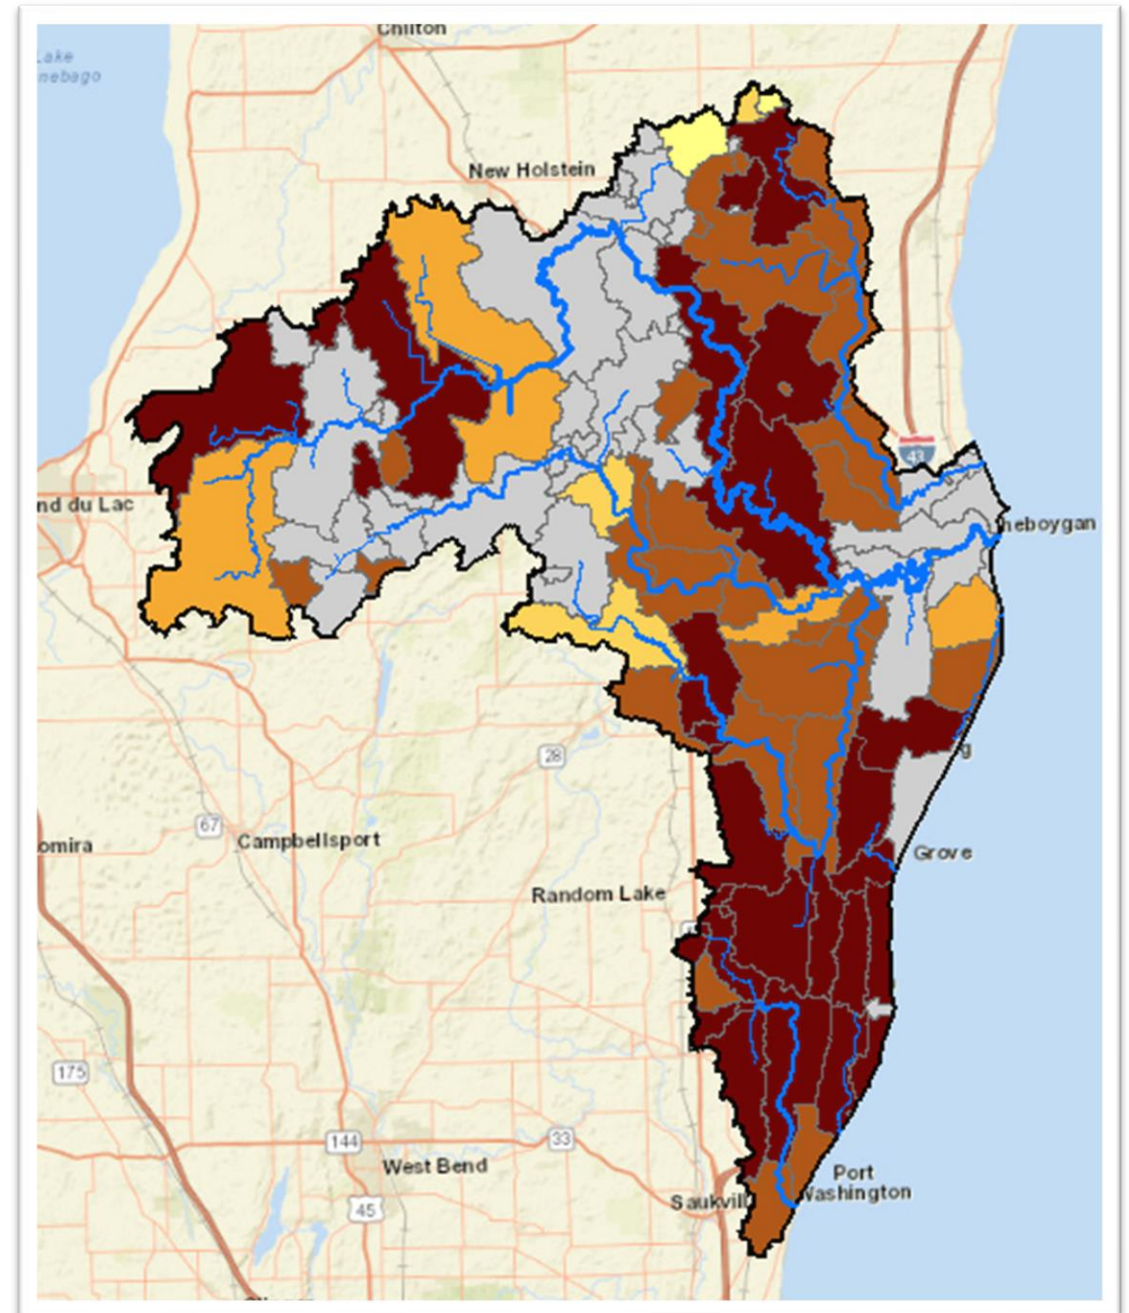 Chilton
Lake
nebago
New Holstein
43
nd du Lac
heboygan
g
28
67
Campbellsport
omira
Grove
Random Lake
175
144
33
West Bend
Port
Washington
Saukvill
45